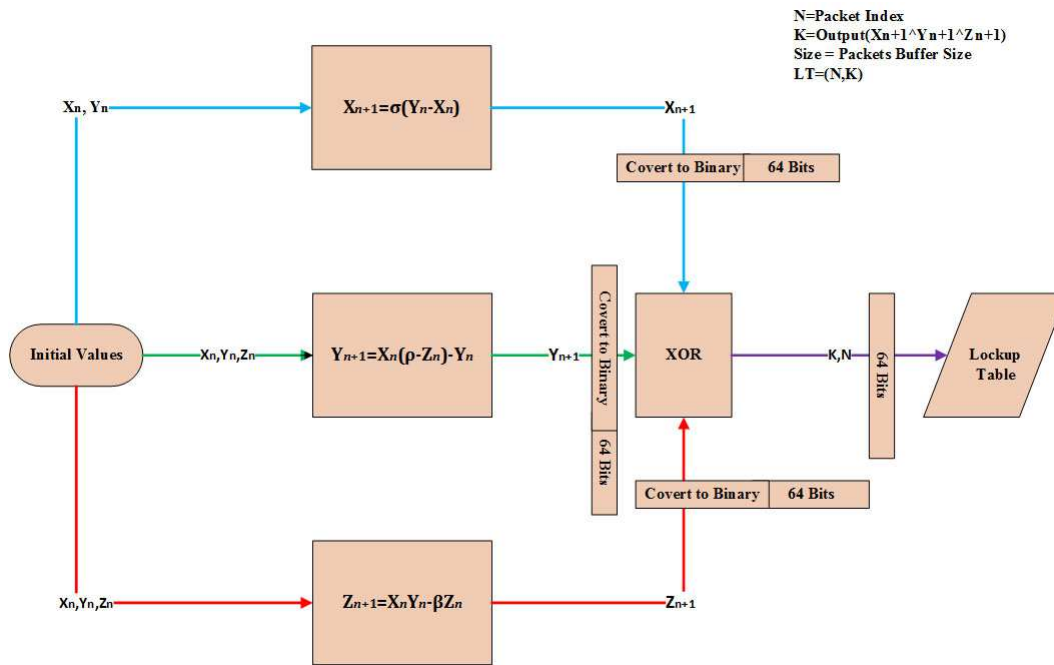 N=Packet Index
K=Output(Xn+1^Yn+1^Zn+1)
Size = Packets Buffer Size
LT=(N,K)
Xn, Yn
Xn+1=σ(Yn-Xn)
Xn+1
Covert to Binary
64 Bits
Initial Values
Xn,Yn,Zn
Yn+1=Xn(ρ-Zn)-Yn
Yn+1
Covert to Binary
64 Bits
XOR
K,N
64 Bits
Lockup
Table
Covert to Binary
64 Bits
Xn,Yn,Zn
Zn+1=XnYn-βZn
Zn+1